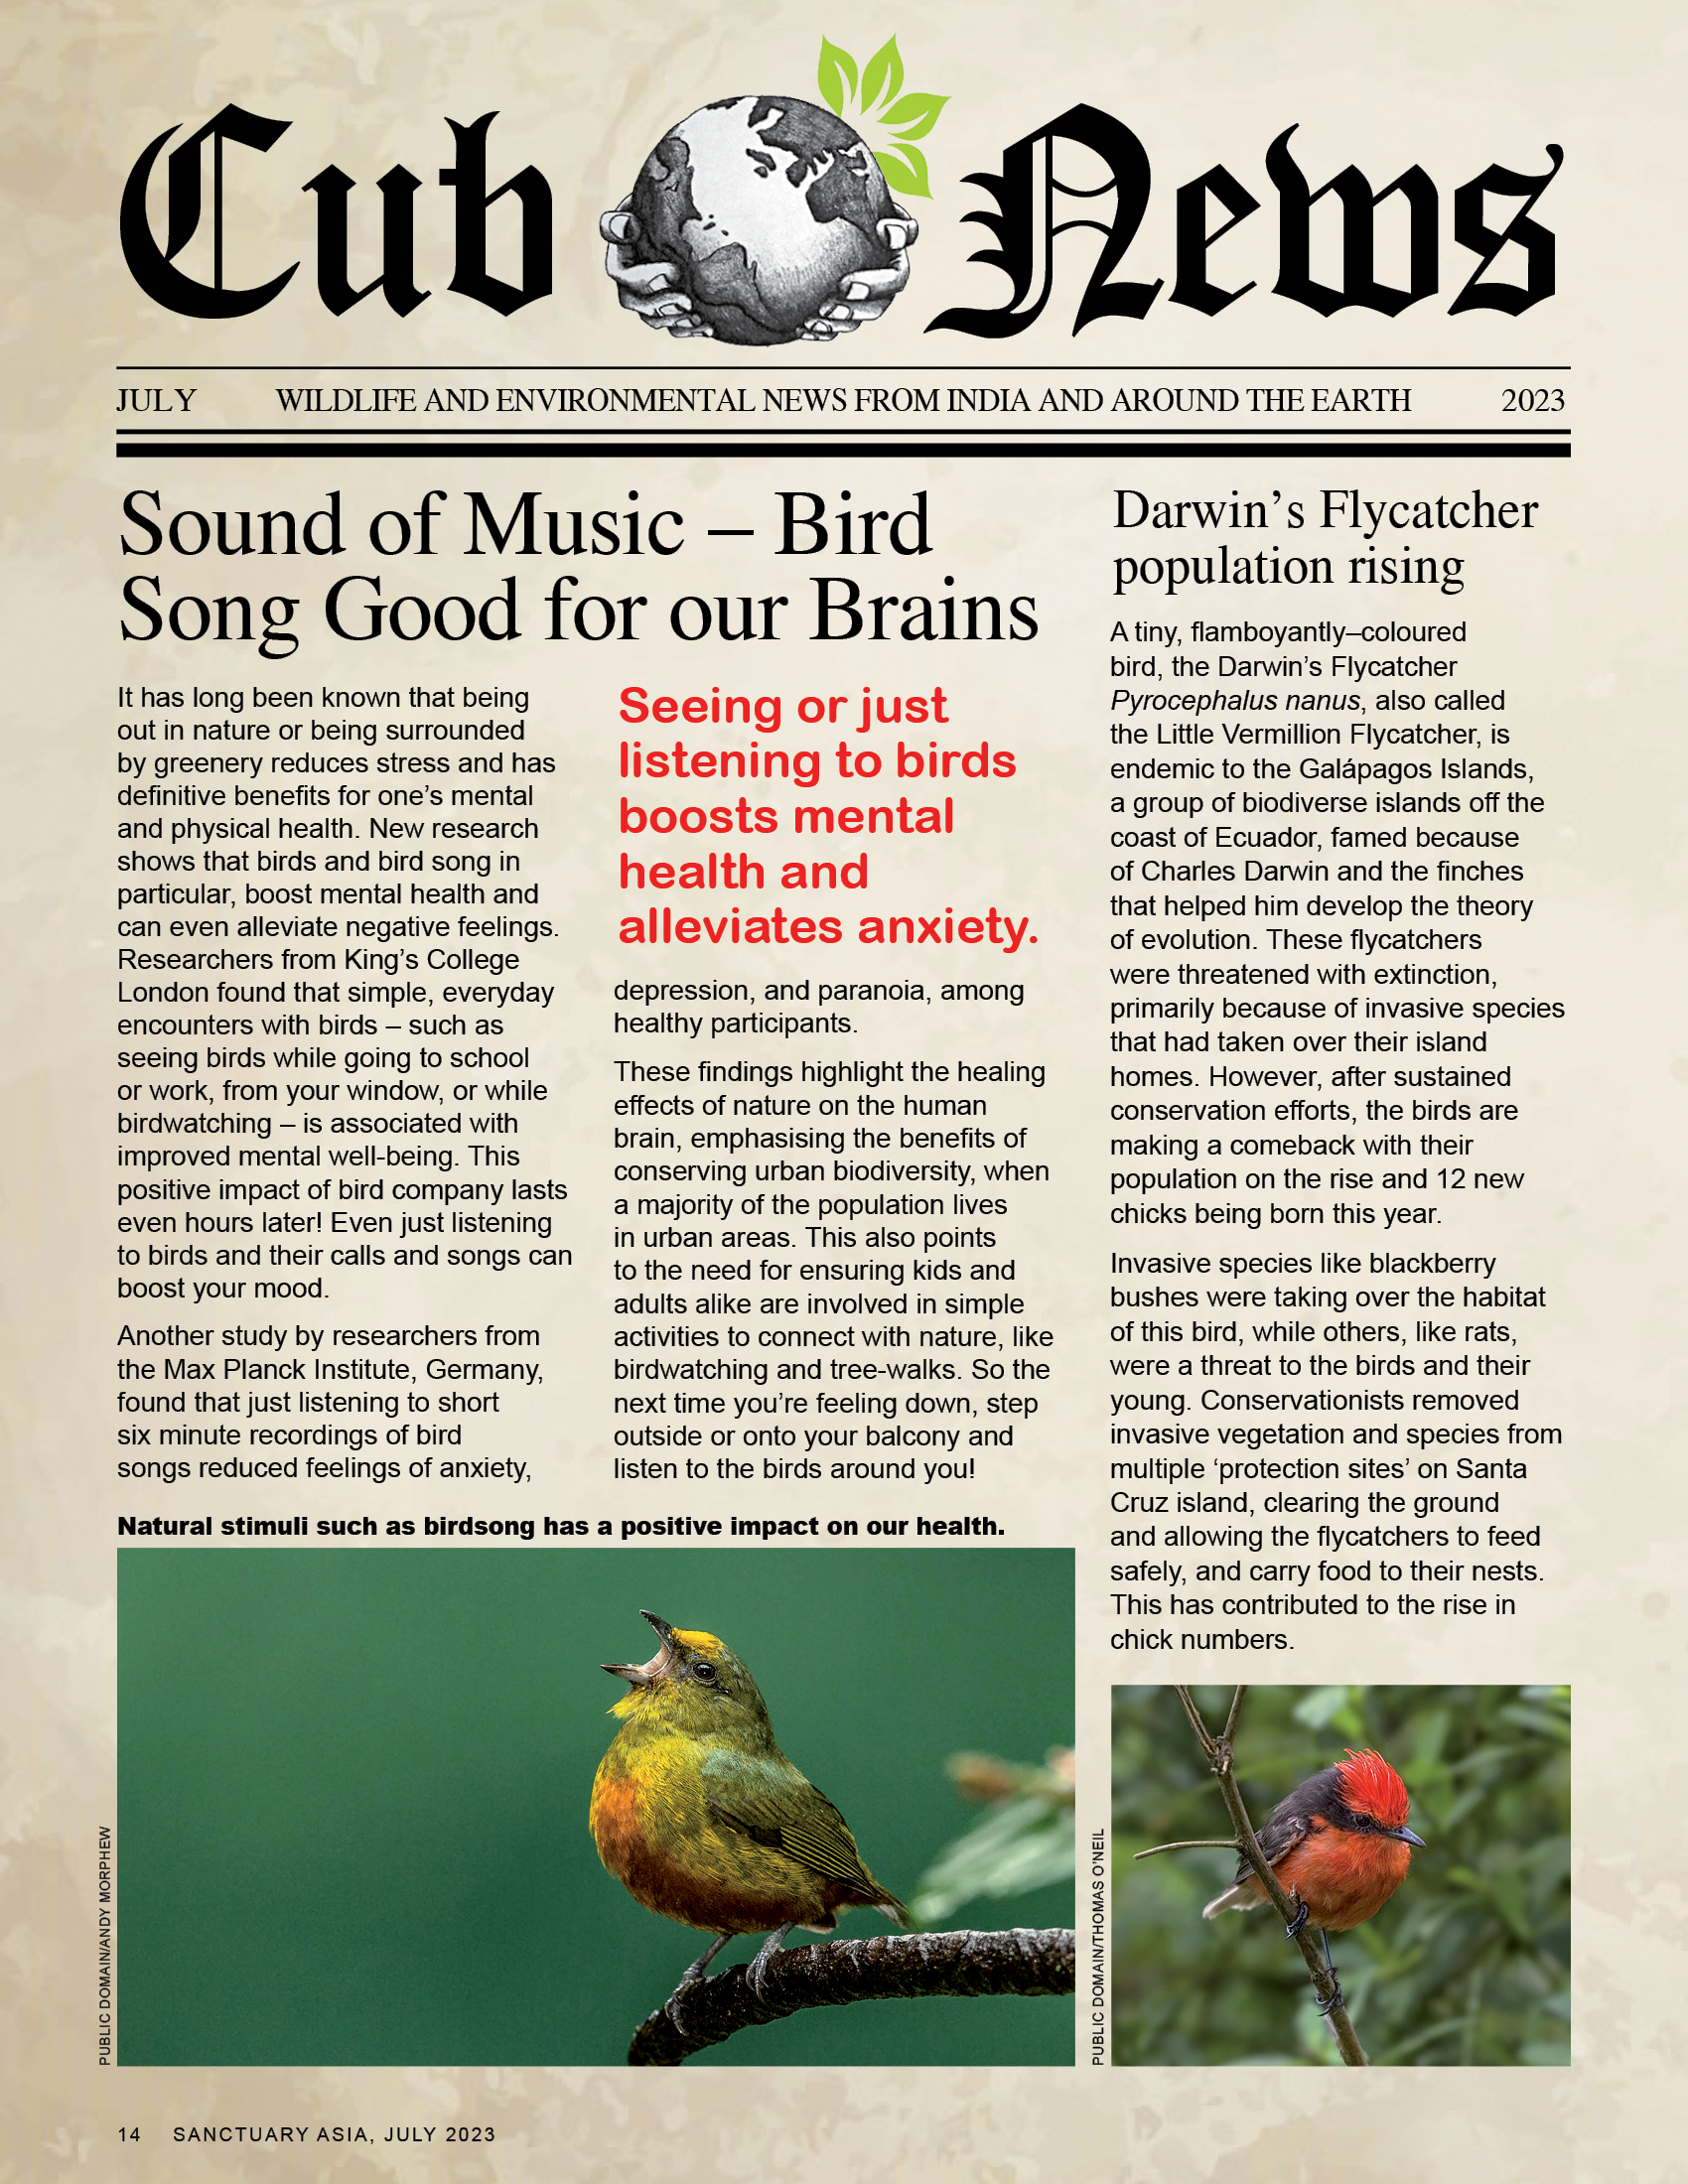 Cub News
JULY WILDLIFE AND ENVIRONMENTAL NEWS FROM INDIA AND AROUND THE EARTH 2023
Sound of Music – Bird
Song Good for our Brains
It has long been known that being
out in nature or being surrounded
by greenery reduces stress and has
definitive benefits for one’s mental
and physical health. New research
shows that birds and bird song in
particular, boost mental health and
can even alleviate negative feelings.
Researchers from King’s College
London found that simple, everyday
encounters with birds – such as
seeing birds while going to school
or work, from your window, or while
birdwatching – is associated with
improved mental well-being. This
positive impact of bird company lasts
even hours later! Even just listening
to birds and their calls and songs can
boost your mood.
Another study by researchers from
the Max Planck Institute, Germany,
found that just listening to short
six minute recordings of bird
songs reduced feelings of anxiety,
Seeing or just
listening to birds
boosts mental
health and
alleviates anxiety.
depression, and paranoia, among
healthy participants.
These findings highlight the healing
effects of nature on the human
brain, emphasising the benefits of
conserving urban biodiversity, when
a majority of the population lives
in urban areas. This also points
to the need for ensuring kids and
adults alike are involved in simple
activities to connect with nature, like
birdwatching and tree-walks. So the
next time you’re feeling down, step
outside or onto your balcony and
listen to the birds around you!
Natural stimuli such as birdsong has a positive impact on our health.
PUBLIC DOMAIN/ANDY MORPHEW
Darwin’s Flycatcher
population rising
A tiny, flamboyantly–coloured
bird, the Darwin’s Flycatcher
Pyrocephalus nanus, also called
the Little Vermillion Flycatcher, is
endemic to the Galápagos Islands,
a group of biodiverse islands off the
coast of Ecuador, famed because
of Charles Darwin and the finches
that helped him develop the theory
of evolution. These flycatchers
were threatened with extinction,
primarily because of invasive species
that had taken over their island
homes. However, after sustained
conservation efforts, the birds are
making a comeback with their
population on the rise and 12 new
chicks being born this year.
Invasive species like blackberry
bushes were taking over the habitat
of this bird, while others, like rats,
were a threat to the birds and their
young. Conservationists removed
invasive vegetation and species from
multiple ‘protection sites’ on Santa
Cruz island, clearing the ground
and allowing the flycatchers to feed
safely, and carry food to their nests.
This has contributed to the rise in
chick numbers.
PUBLIC DOMAIN/THOMAS O’NEIL
14 SANCTUARY ASIA, JULY 2023